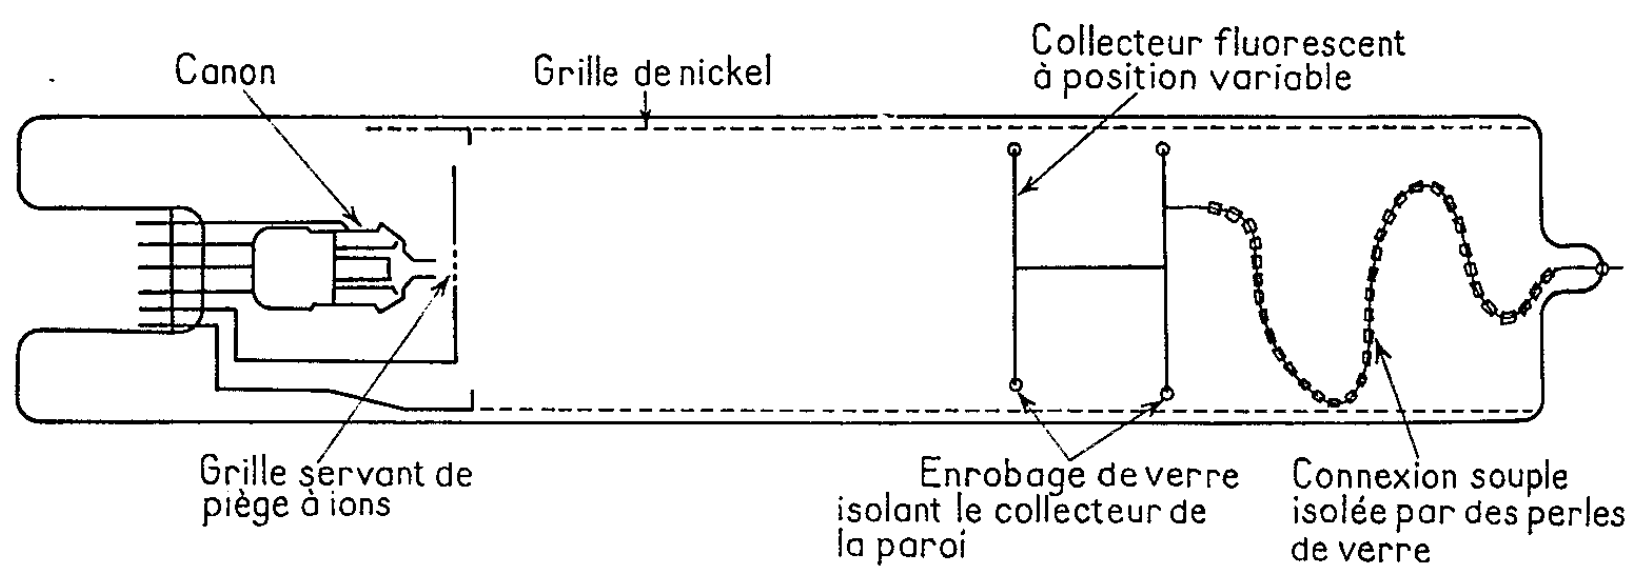 Canon
Grille de nickel
Collecteur fluorescent
à position variable
Grille servant de
piège à ions
Enrobage de verre
isolant le collecteur de
la paroi
Connexion souple
isolée par des perles
de verre